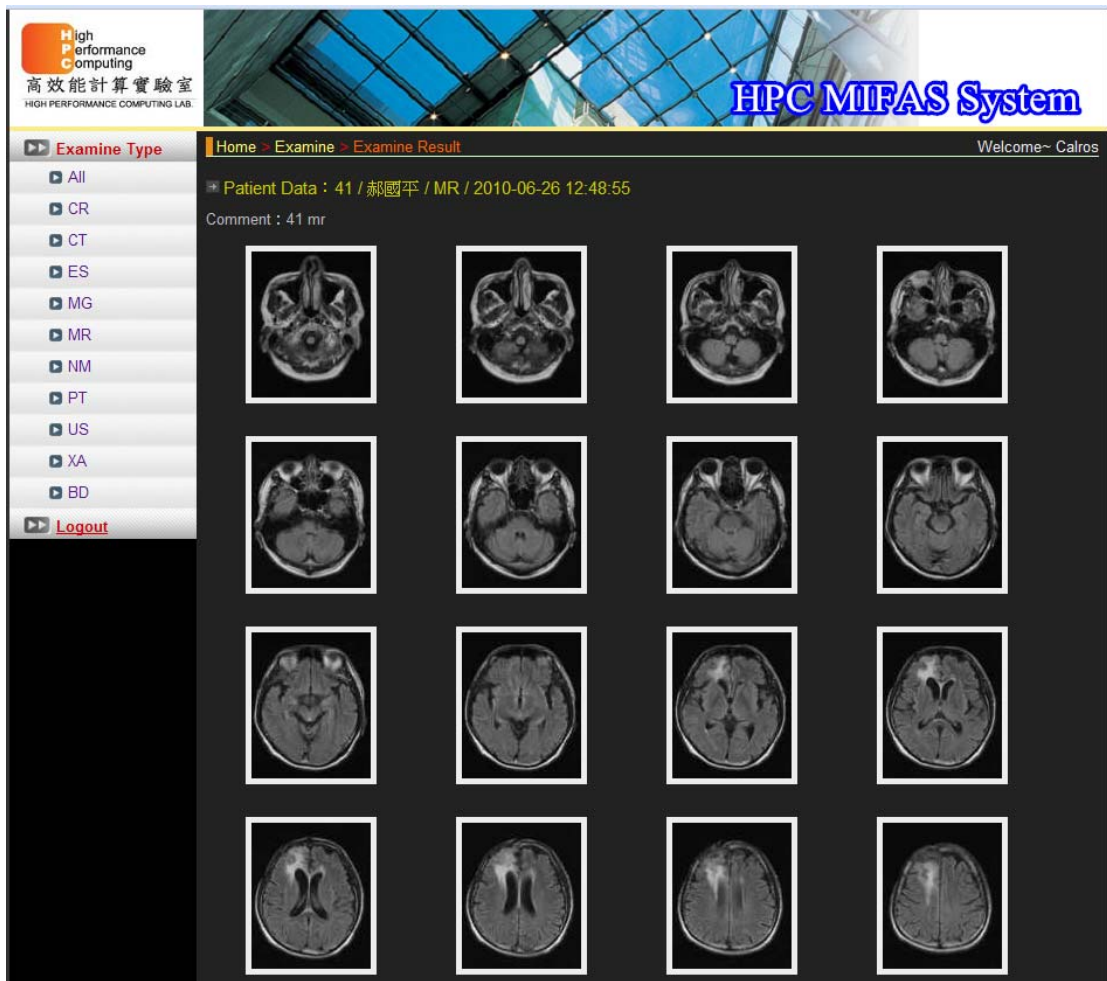 High
Performance
Computing
高效能計算實驗室
HIGH PERFORMANCE COMPUTING LAB.
HPC MIFAS System
Examine Type
All
CR
CT
ES
MG
MR
NM
PT
US
XA
BD
Logout
Home > Examine > Examine Result
Welcome~ Calros
Patient Data：41 / 郝國平 / MR / 2010-06-26 12:48:55
Comment：41 mr